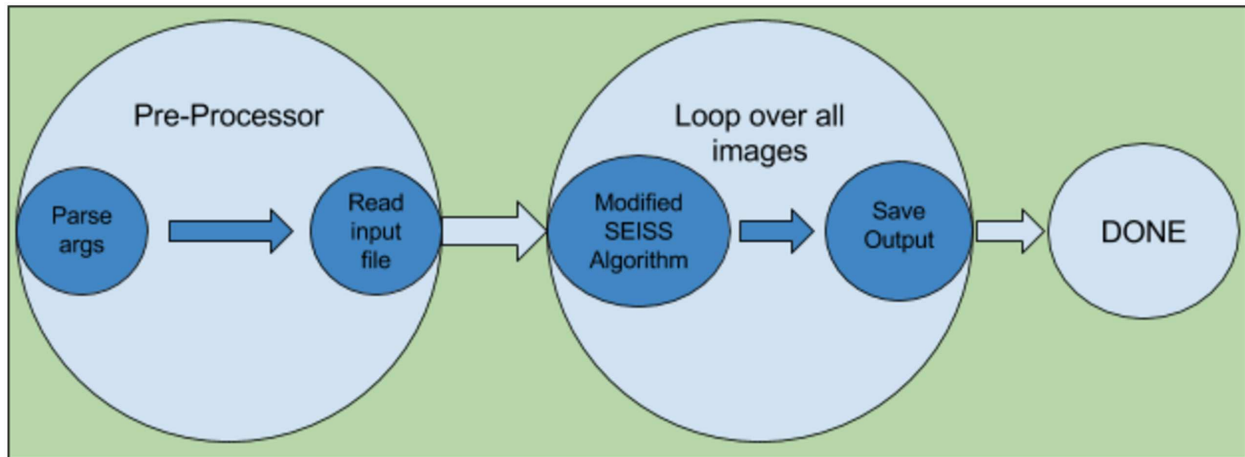 Pre-Processor
Parse
args
Read
input
file
Loop over all
images
Modified
SEISS
Algorithm
Save
Output
DONE